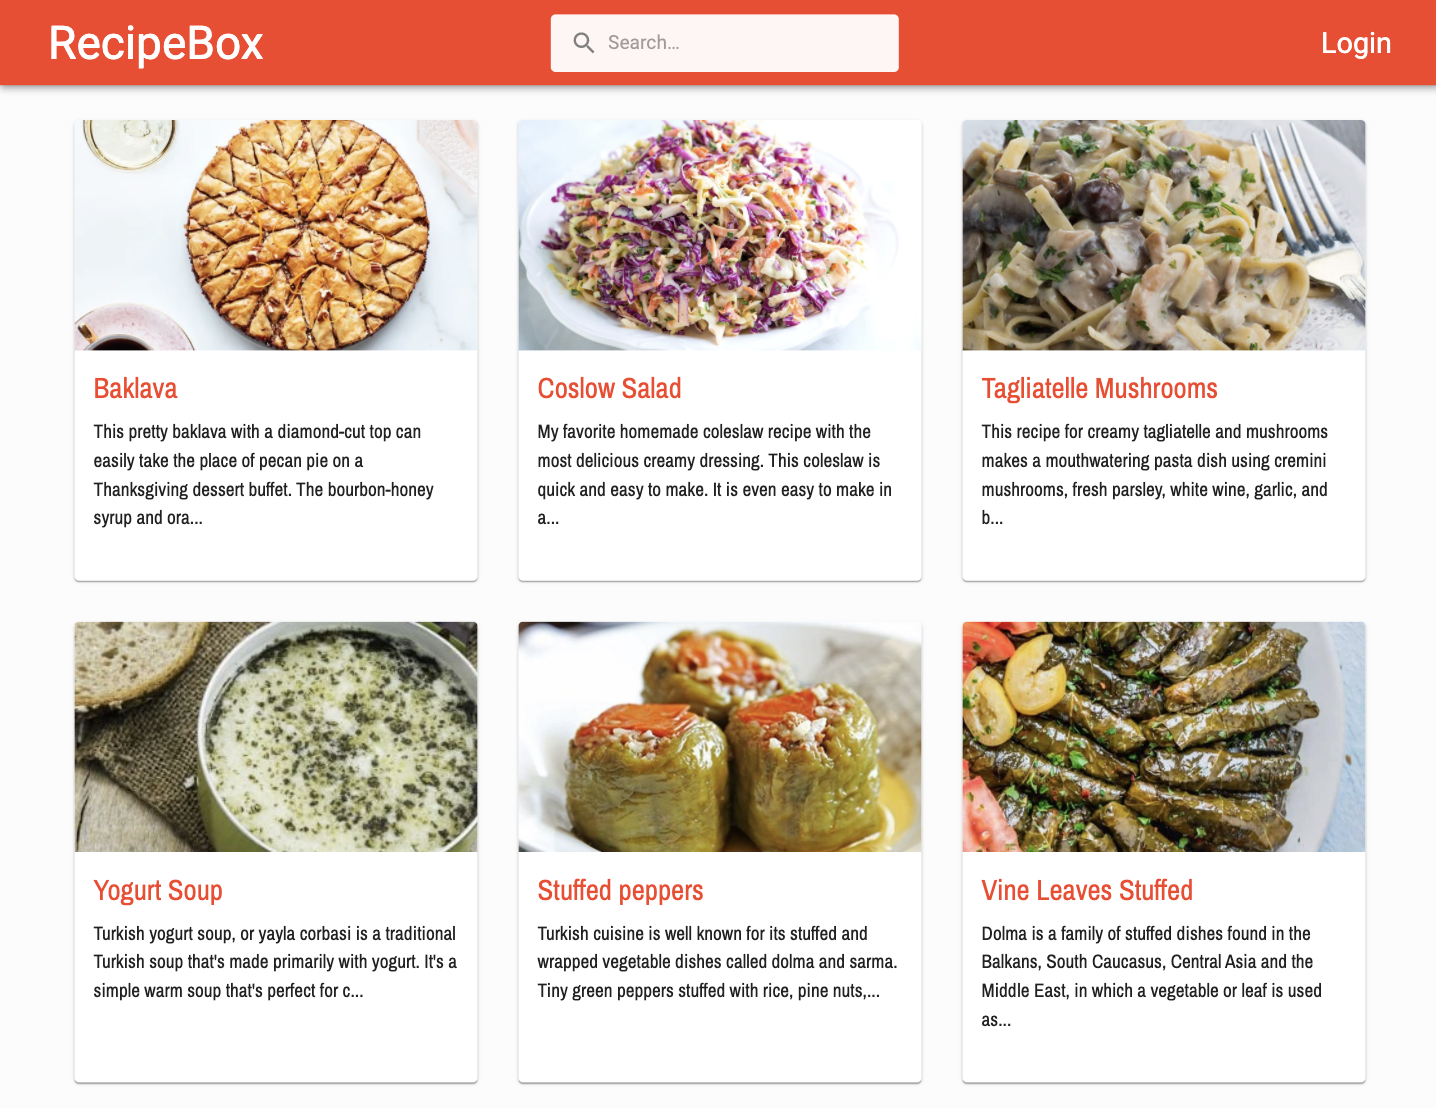 RecipeBox
Search...
Login
Baklava
This pretty baklava with a diamond-cut top can
easily take the place of pecan pie on a
Thanksgiving dessert buffet. The bourbon-honey
syrup and ora...
Coslow Salad
My favorite homemade coleslaw recipe with the
most delicious creamy dressing. This coleslaw is
quick and easy to make. It is even easy to make in
a...
Tagliatelle Mushrooms
This recipe for creamy tagliatelle and mushrooms
makes a mouthwatering pasta dish using cremini
mushrooms, fresh parsley, white wine, garlic, and
b...
Yogurt Soup
Turkish yogurt soup, or yayla corbasi is a traditional
Turkish soup that's made primarily with yogurt. It's a
simple warm soup that's perfect for c...
Stuffed peppers
Turkish cuisine is well known for its stuffed and
wrapped vegetable dishes called dolma and sarma.
Tiny green peppers stuffed with rice, pine nuts,...
Vine Leaves Stuffed
Dolma is a family of stuffed dishes found in the
Balkans, South Caucasus, Central Asia and the
Middle East, in which a vegetable or leaf is used
as...